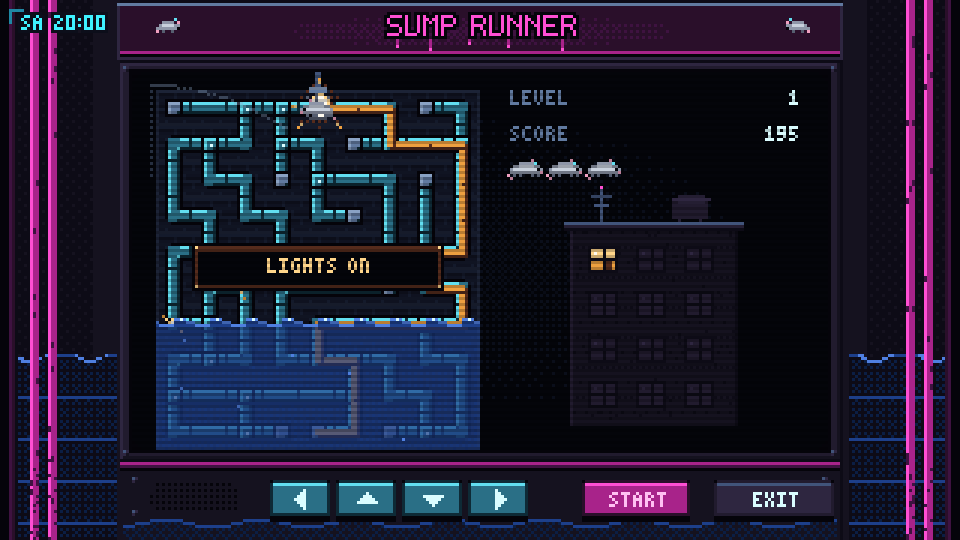 SA 20:00
SUMP RUNNER
LEVEL 1
SCORE 195
LIGHTS ON
START
EXIT